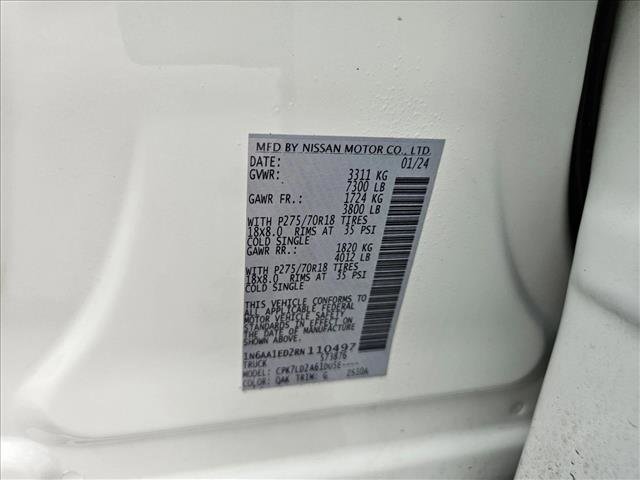 MFD BY NISSAN MOTOR CO., LTD.
DATE: 01/24
GVWR: 3311 KG
7300 LB
GAWR FR.: 1724 KG
3800 LB
WITH P275/70R18 TIRES
18x8.0 RIMS AT 35 PSI
COLD SINGLE
GAWR RR.: 1820 KG
4012 LB
WITH P275/70R18 TIRES
18x8.0 RIMS AT 35 PSI
COLD SINGLE
THIS VEHICLE CONFORMS TO
ALL APPLICABLE FEDERAL
MOTOR VEHICLE SAFETY
STANDARDS IN EFFECT ON
THE DATE OF MANUFACTURE
SHOWN ABOVE.
1N6AA1EDZRN 110497
TRUCK 573876
MODEL:
COLOR: QAK TRIM: G